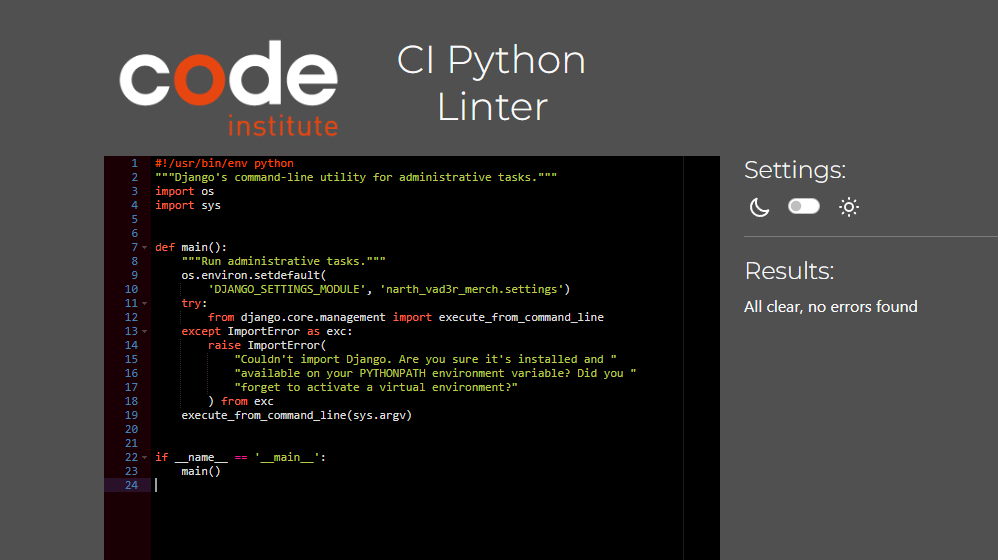 code
institute
CI Python
Linter
1 #!/usr/bin/env python
2 """Django's command-line utility for administrative tasks."""
3 import os
4 import sys
5
6
7 def main():
8     """Run administrative tasks."""
9     os.environ.setdefault(
10         'DJANGO_SETTINGS_MODULE', 'narth_vad3r_merch.settings')
11     try:
12         from django.core.management import execute_from_command_line
13     except ImportError as exc:
14         raise ImportError(
15             "Couldn't import Django. Are you sure it's installed and "
16             "available on your PYTHONPATH environment variable? Did you "
17             "forget to activate a virtual environment?"
18         ) from exc
19     execute_from_command_line(sys.argv)
20
21
22 if __name__ == '__main__':
23     main()
24
Settings:
Results:
All clear, no errors found